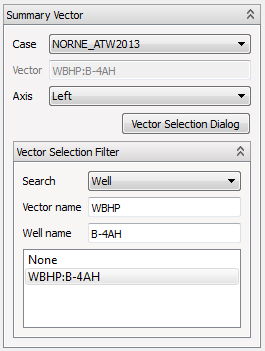 Summary Vector
Case NORNE_ATW2013
Vector WBHP:B-4AH
Axis Left
Vector Selection Dialog
Vector Selection Filter
Search Well
Vector name WBHP
Well name B-4AH
None
WBHP:B-4AH